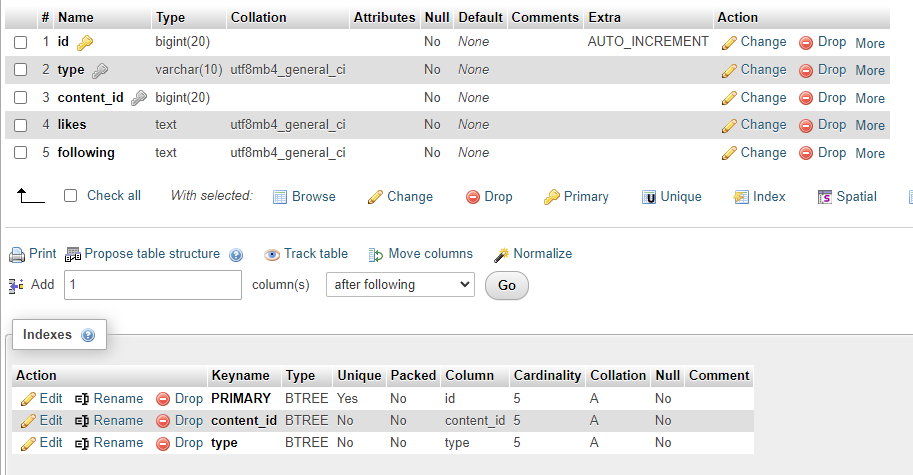 # Name Type Collation Attributes Null Default Comments Extra Action
1 id bigint(20) No None AUTO_INCREMENT Change Drop More
2 type varchar(10) utf8mb4_general_ci No None Change Drop More
3 content_id bigint(20) No None Change Drop More
4 likes text utf8mb4_general_ci No None Change Drop More
5 following text utf8mb4_general_ci No None Change Drop More
Check all With selected: Browse Change Drop Primary Unique Index Spatial
Print Propose table structure Track table Move columns Normalize
Add 1 column(s) after following Go
Indexes
Action Keyname Type Unique Packed Column Cardinality Collation Null Comment
Edit Rename Drop PRIMARY BTREE Yes No id 5 A No
Edit Rename Drop content_id BTREE No No content_id 5 A No
Edit Rename Drop type BTREE No No type 5 A No